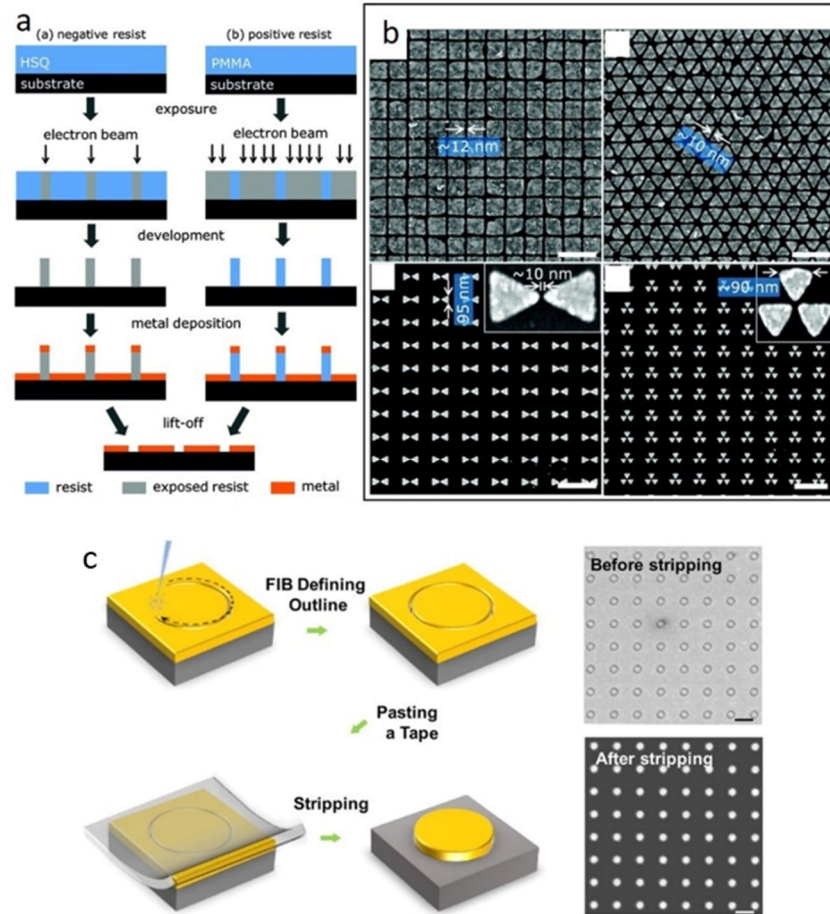 a
(a) negative resist
(b) positive resist
HSQ
substrate
PMMA
substrate
exposure
electron beam
electron beam
development
metal deposition
lift-off
resist
exposed resist
metal
b
~12 nm
~10 nm
95 nm
~10 nm
~90 nm
c
FIB Defining
Outline
Pasting
a Tape
Stripping
Before stripping
After stripping